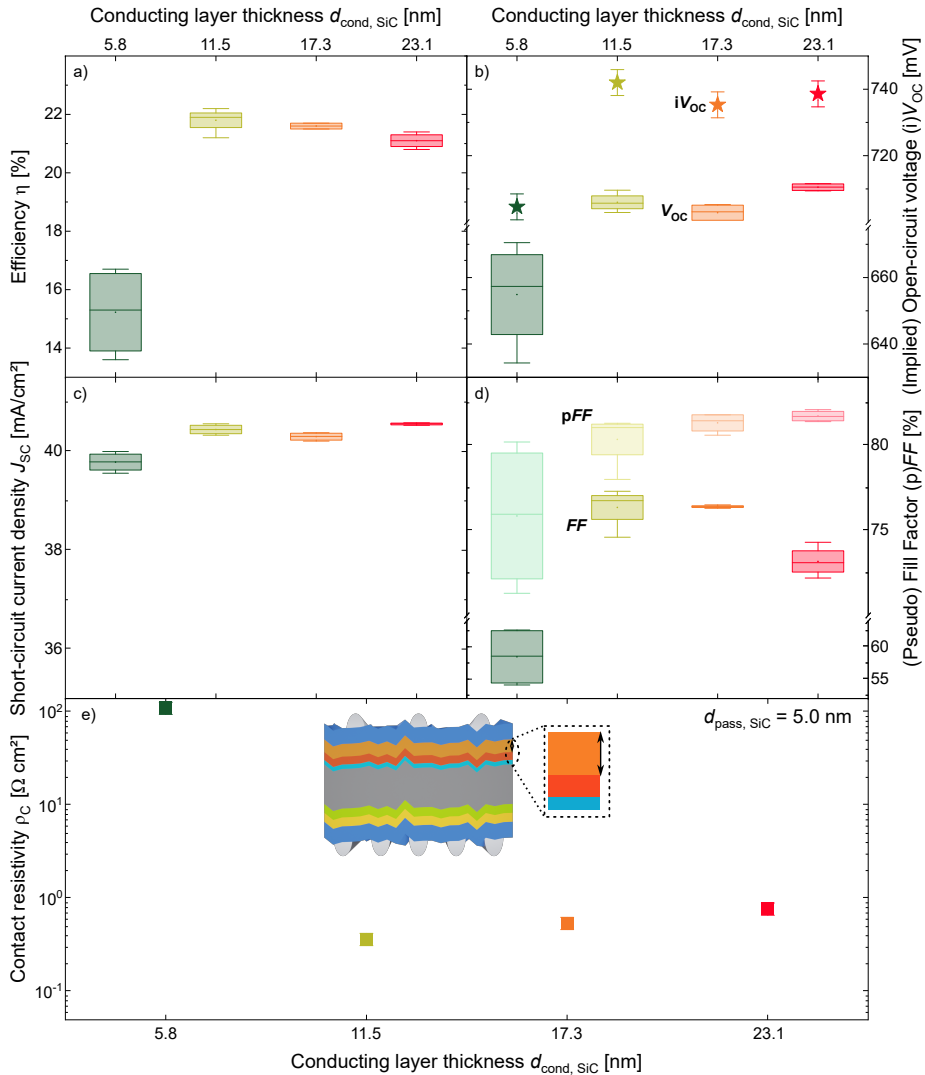 Conducting layer thickness d_cond, SiC [nm]
Conducting layer thickness d_cond, SiC [nm]
5.8 11.5 17.3 23.1
5.8 11.5 17.3 23.1
a)
Efficiency η [%]
22
21
20
19
18
16
14
b)
iV_OC
V_OC
740
720
660
640
(Implied) Open-circuit voltage (i)V_OC [mV]
c)
Short-circuit current density J_SC [mA/cm²]
40
38
36
d)
pFF
FF
80
75
60
55
(Pseudo) Fill Factor (p)FF [%]
e)
d_pass, SiC = 5.0 nm
Contact resistivity ρ_C [Ω cm²]
10²
10¹
10⁰
10⁻¹
5.8 11.5 17.3 23.1
Conducting layer thickness d_cond, SiC [nm]